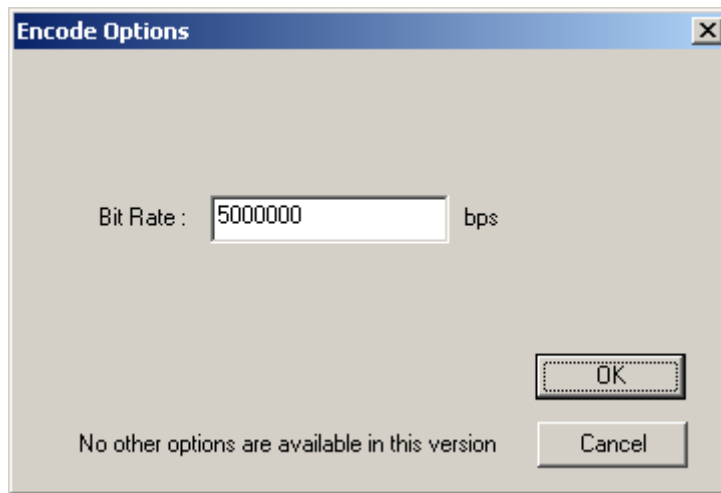 Encode Options
Bit Rate : 5000000 bps
OK
No other options are available in this version Cancel